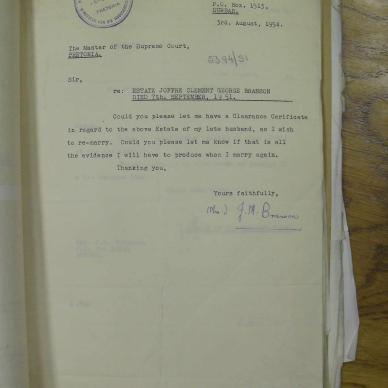 PRETORIA
P.O. Box. 1515.
DURBAN.
3rd. August, 1954.
The Master of the Supreme Court,
PRETORIA.
5394/51
Sir,
re: ESTATE JOFFRE CLEMENT GEORGE BRANSON
DIED 7th. SEPTEMBER, 1951.
Could you please let me have a Clearance Certificate
in regard to the above Estate of my late husband, as I wish
to re-marry. Could you please let me know if that is all
the evidence I will have to produce when I marry again.
Thanking you,
Yours faithfully,
(Mrs.) J.M. Branson